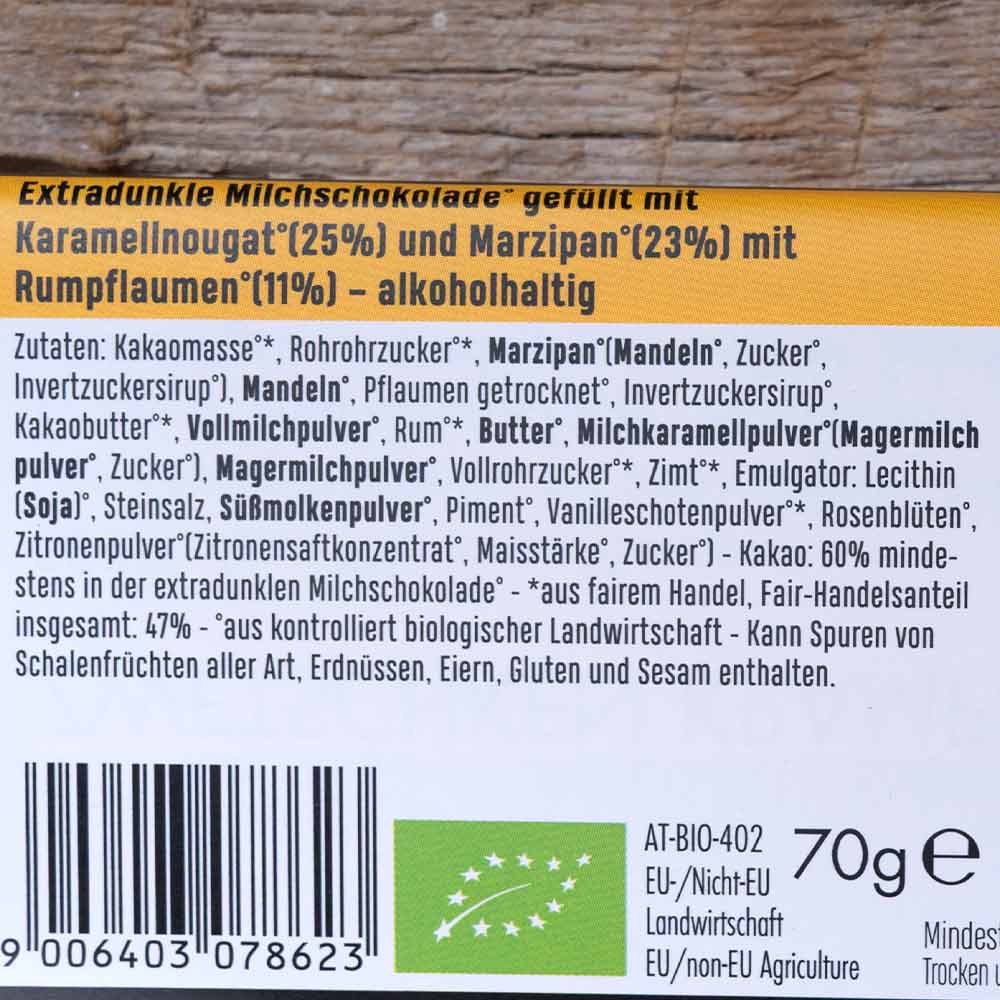 Extradunkle Milchschokolade° gefüllt mit
Karamellnougat°(25%) und Marzipan°(23%) mit
Rumpflaumen°(11%) – alkoholhaltig
Zutaten: Kakaomasse°*, Rohrohrzucker°*, Marzipan°(Mandeln°, Zucker°,
Invertzuckersirup°), Mandeln°, Pflaumen getrocknet°, Invertzuckersirup°,
Kakaobutter°*, Vollmilchpulver°, Rum°*, Butter°, Milchkaramellpulver°(Magermilch
pulver°, Zucker°), Magermilchpulver°, Vollrohrzucker°*, Zimt°*, Emulgator: Lecithin
(Soja)°, Steinsalz, Süßmolkenpulver°, Piment°, Vanilleschotenpulver°*, Rosenblüten°,
Zitronenpulver°(Zitronensaftkonzentrat°, Maisstärke°, Zucker°) - Kakao: 60% minde-
stens in der extradunklen Milchschokolade° - *aus fairem Handel, Fair-Handelsanteil
insgesamt: 47% - °aus kontrolliert biologischer Landwirtschaft - Kann Spuren von
Schalenfrüchten aller Art, Erdnüssen, Eiern, Gluten und Sesam enthalten.
9 006403 078623
AT-BIO-402
EU-/Nicht-EU
Landwirtschaft
EU/non-EU Agriculture
70g e
Mindest
Trocken